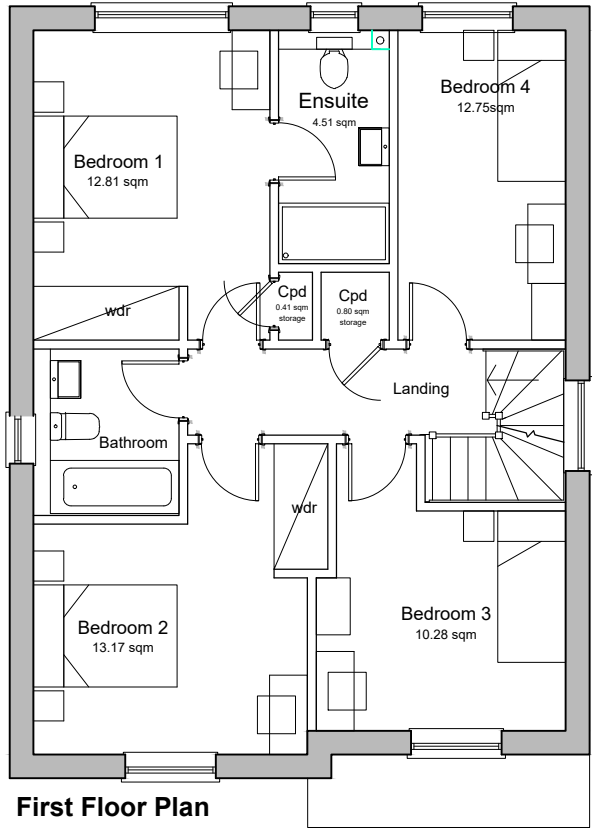 Ensuite
4.51 sqm
Bedroom 4
12.75sqm
Bedroom 1
12.81 sqm
wdr
Cpd
0.41 sqm
storage
Cpd
0.80 sqm
storage
Landing
Bathroom
wdr
Bedroom 2
13.17 sqm
Bedroom 3
10.28 sqm
First Floor Plan